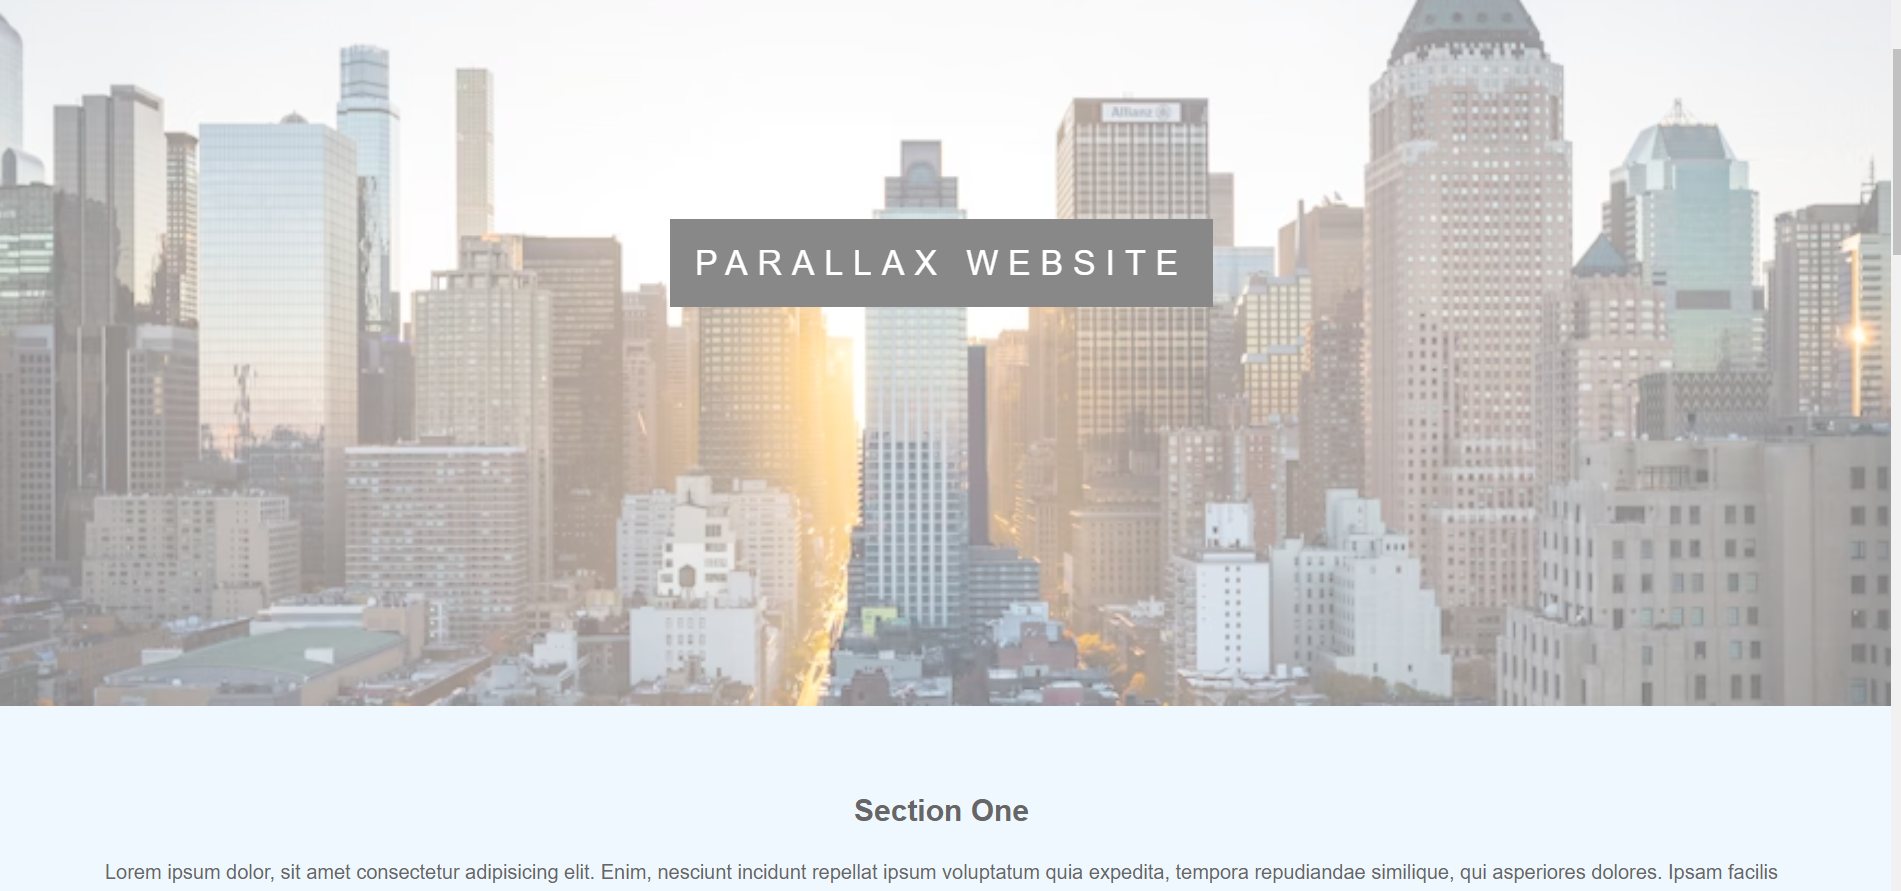 Allianz
PARALLAX WEBSITE
Section One
Lorem ipsum dolor, sit amet consectetur adipisicing elit. Enim, nesciunt incidunt repellat ipsum voluptatum quia expedita, tempora repudiandae similique, qui asperiores dolores. Ipsam facilis